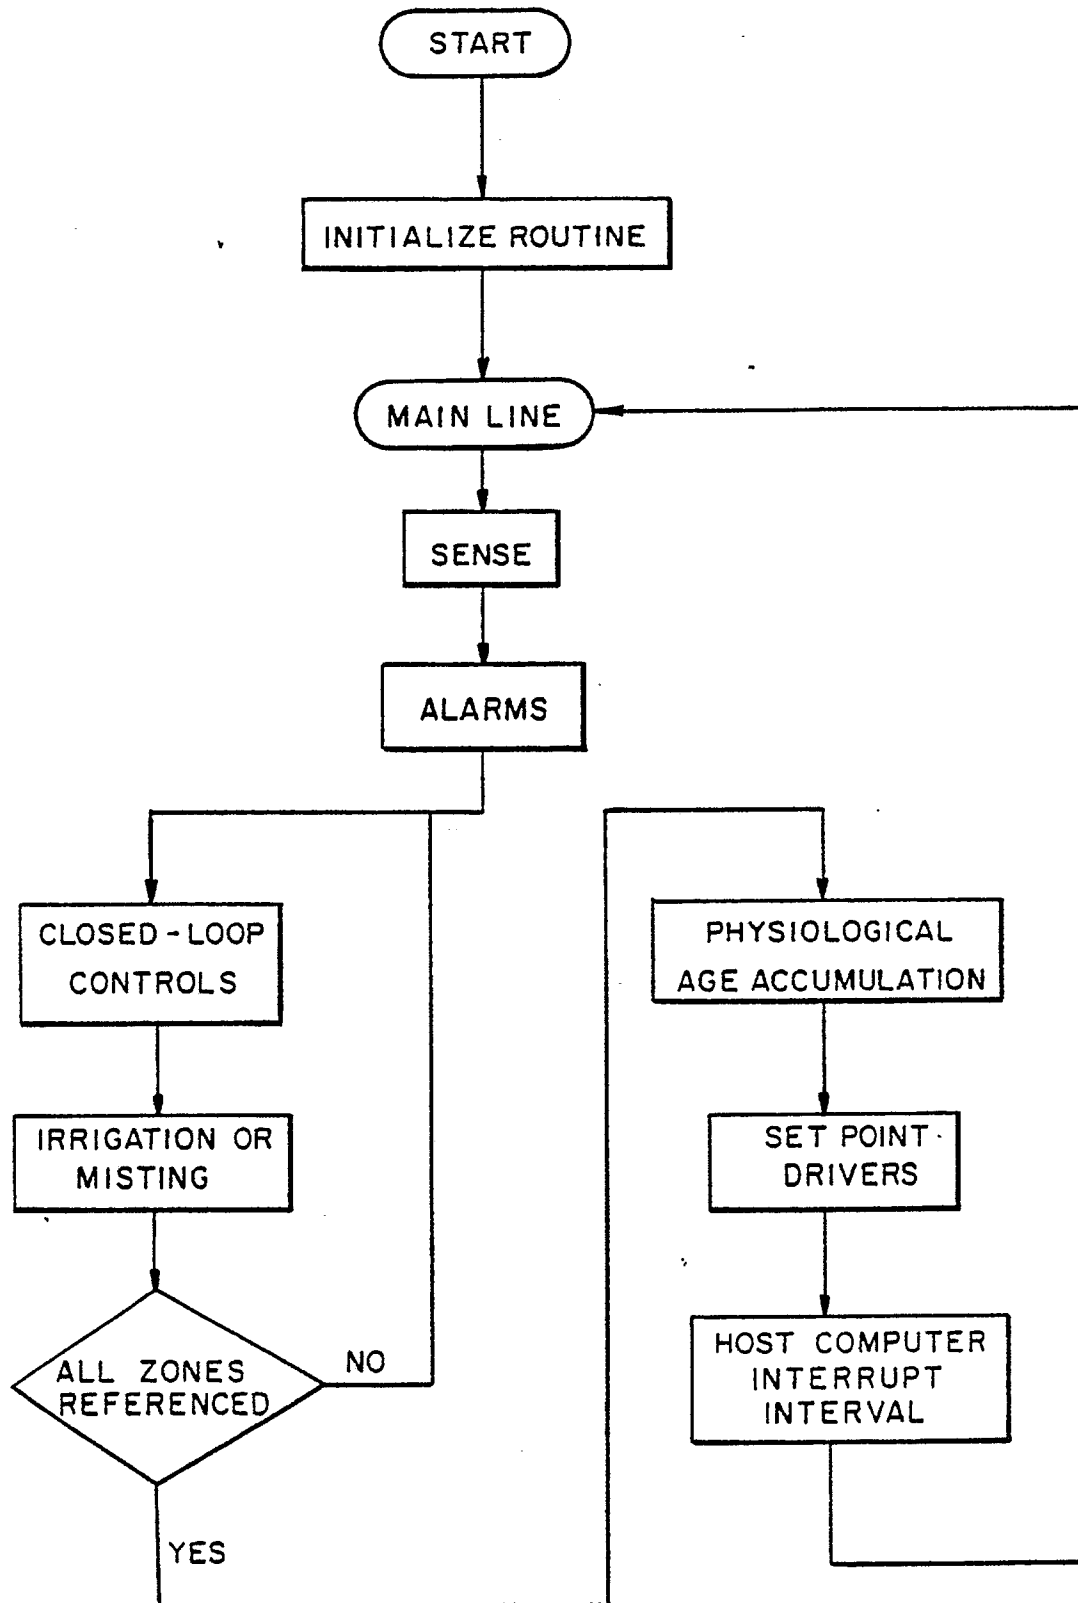 START
INITIALIZE ROUTINE
MAIN LINE
SENSE
ALARMS
CLOSED-LOOP
CONTROLS
IRRIGATION OR
MISTING
ALL ZONES
REFERENCED
NO
YES
PHYSIOLOGICAL
AGE ACCUMULATION
SET POINT
DRIVERS
HOST COMPUTER
INTERRUPT
INTERVAL